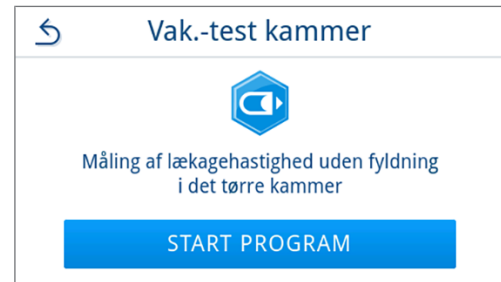 Vak.-test kammer
Måling af lækagehastighed uden fyldning
i det tørre kammer
START PROGRAM